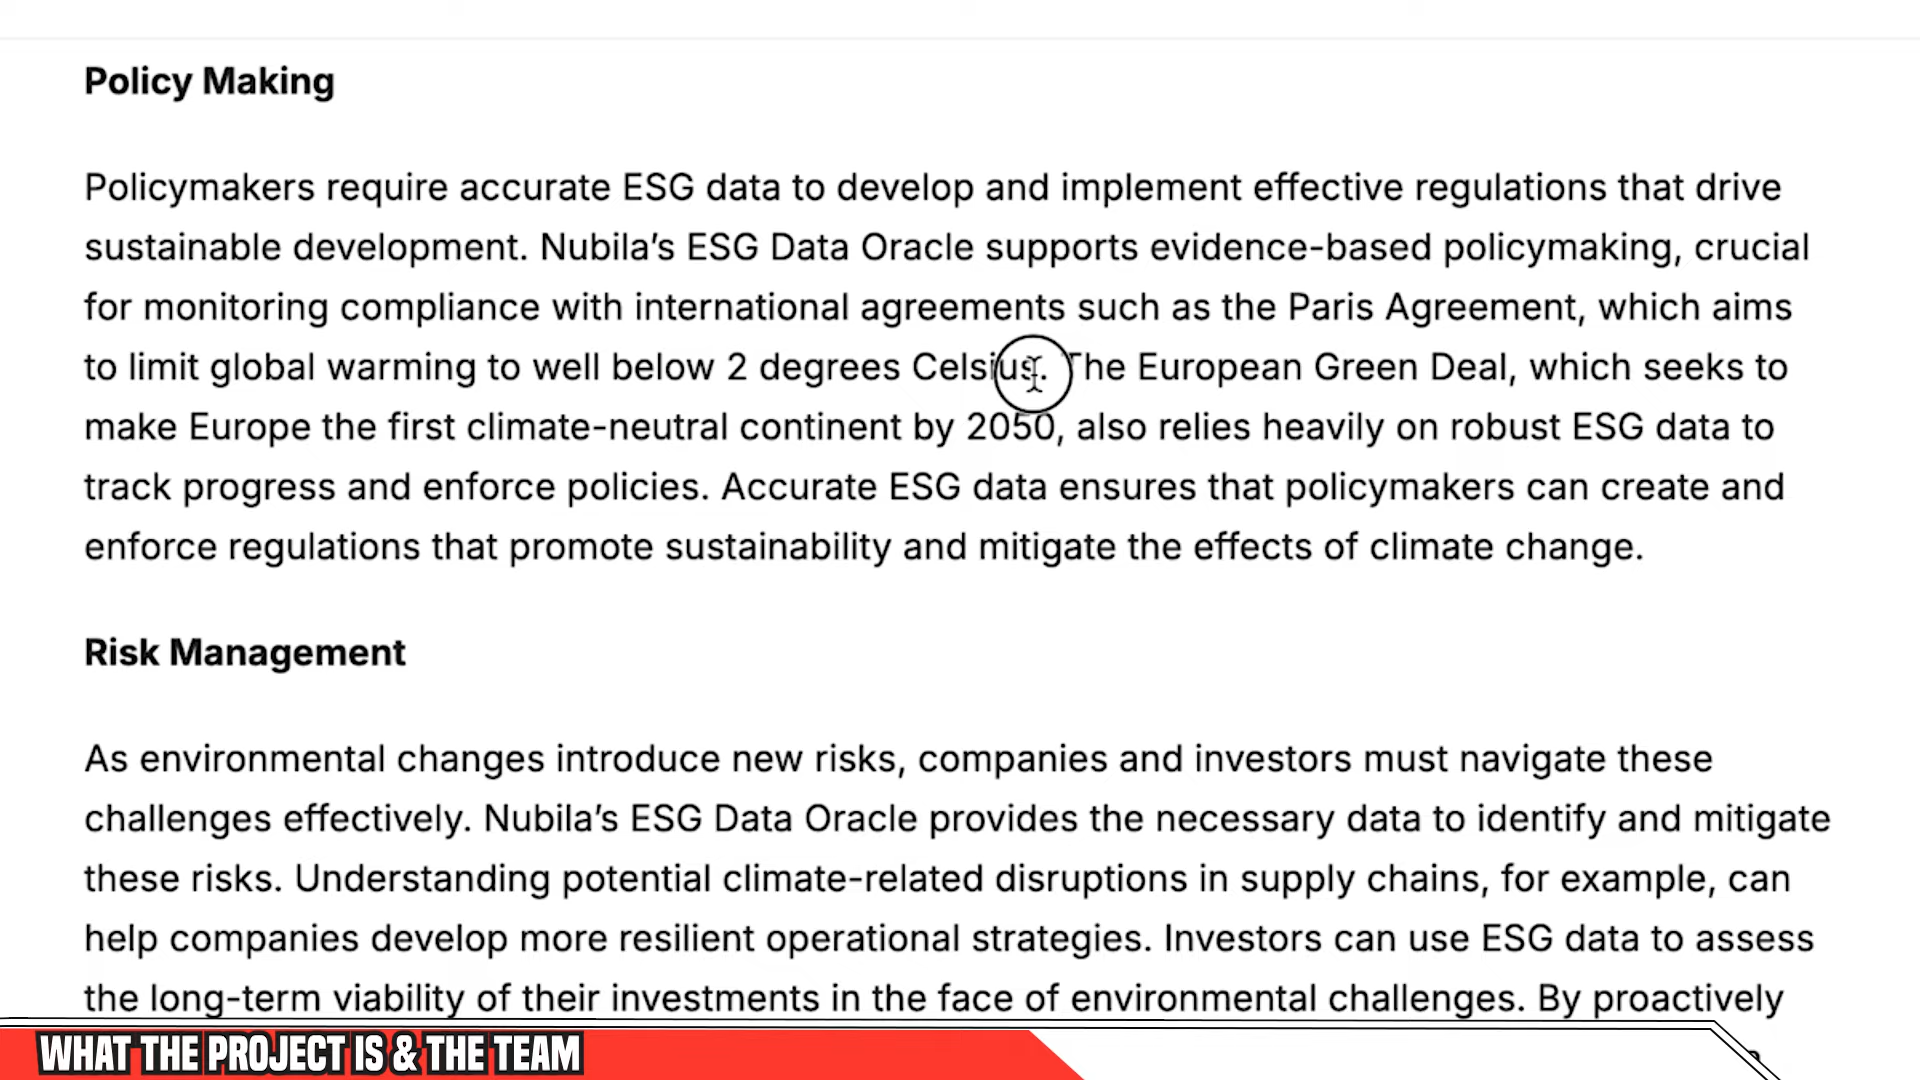 Policy Making
Policymakers require accurate ESG data to develop and implement effective regulations that drive
sustainable development. Nubila’s ESG Data Oracle supports evidence-based policymaking, crucial
for monitoring compliance with international agreements such as the Paris Agreement, which aims
to limit global warming to well below 2 degrees Celsius. The European Green Deal, which seeks to
make Europe the first climate-neutral continent by 2050, also relies heavily on robust ESG data to
track progress and enforce policies. Accurate ESG data ensures that policymakers can create and
enforce regulations that promote sustainability and mitigate the effects of climate change.
Risk Management
As environmental changes introduce new risks, companies and investors must navigate these
challenges effectively. Nubila’s ESG Data Oracle provides the necessary data to identify and mitigate
these risks. Understanding potential climate-related disruptions in supply chains, for example, can
help companies develop more resilient operational strategies. Investors can use ESG data to assess
the long-term viability of their investments in the face of environmental challenges. By proactively
WHAT THE PROJECT IS & THE TEAM